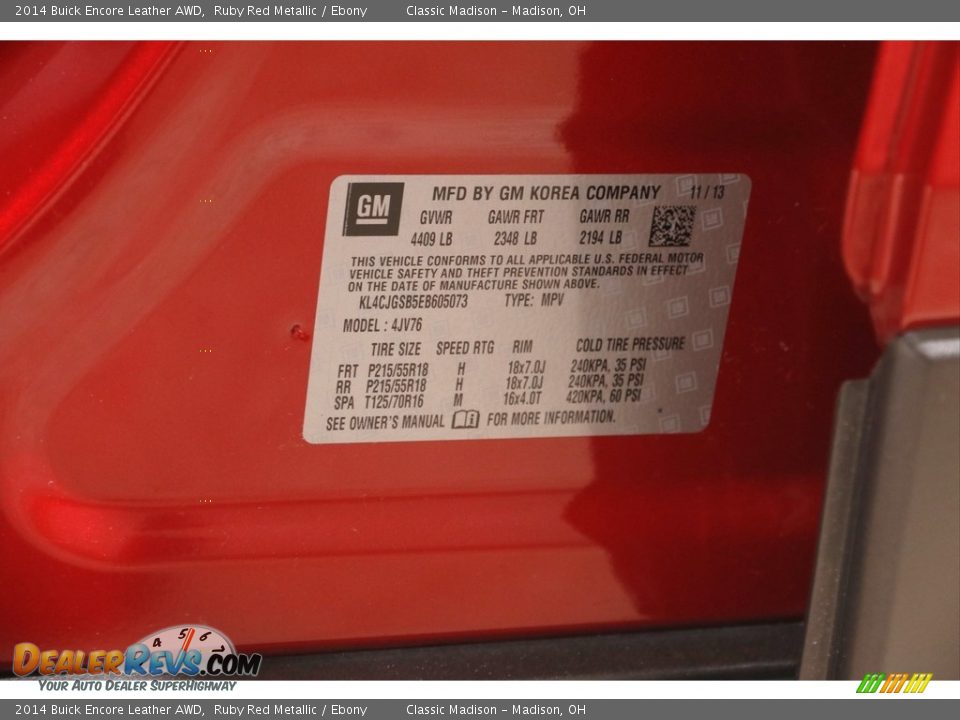 2014 Buick Encore Leather AWD, Ruby Red Metallic / Ebony Classic Madison - Madison, OH
GM MFD BY GM KOREA COMPANY 11 / 13
GVWR GAWR FRT GAWR RR
4409 LB 2348 LB 2194 LB
THIS VEHICLE CONFORMS TO ALL APPLICABLE U.S. FEDERAL MOTOR
VEHICLE SAFETY AND THEFT PREVENTION STANDARDS IN EFFECT
ON THE DATE OF MANUFACTURE SHOWN ABOVE.
KL4CJGSB5EB605073 TYPE: MPV
MODEL : 4JV76
TIRE SIZE SPEED RTG RIM COLD TIRE PRESSURE
FRT P215/55R18 H 18x7.0J 240KPA, 35 PSI
RR P215/55R18 H 18x7.0J 240KPA, 35 PSI
SPA T125/70R16 M 16x4.0T 420KPA, 60 PSI
SEE OWNER'S MANUAL FOR MORE INFORMATION.
4 5 6 7
DEALERREVS.COM
YOUR AUTO DEALER SUPERHIGHWAY
2014 Buick Encore Leather AWD, Ruby Red Metallic / Ebony Classic Madison - Madison, OH